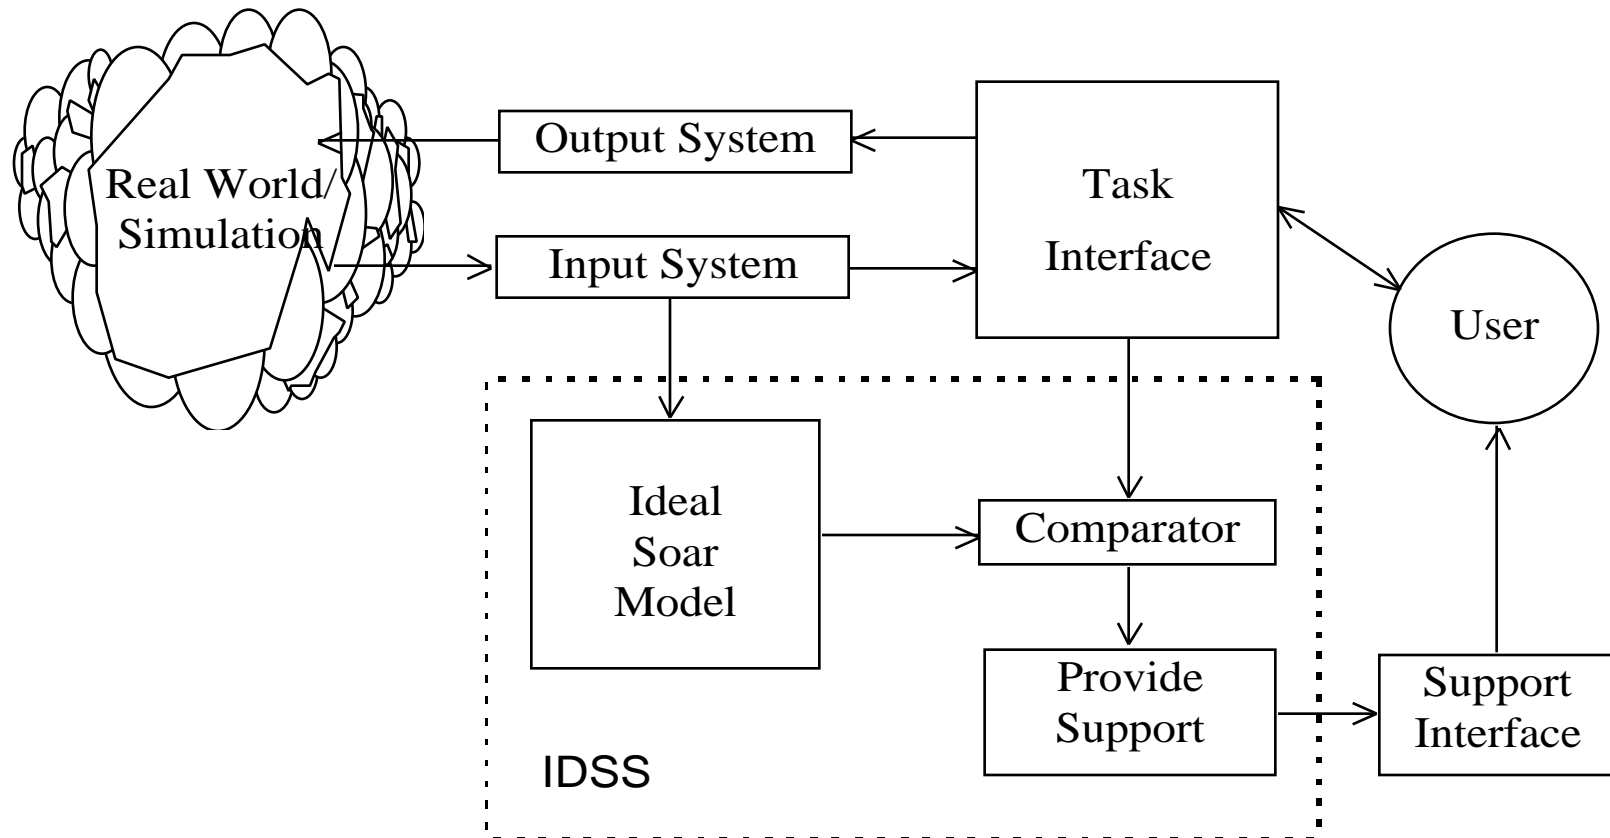 Output System
Real World/
Simulation
Input System
Task
Interface
User
Ideal
Soar
Model
Comparator
Provide
Support
Support
Interface
IDSS